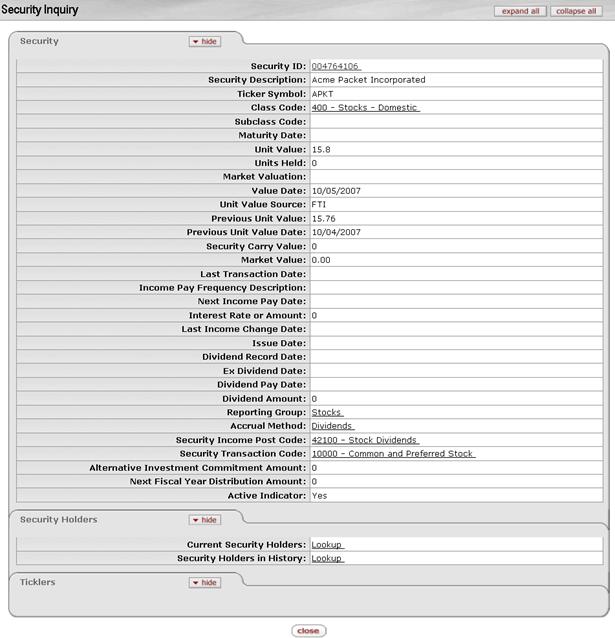 Security Inquiry expand all collapse all
Security hide
Security ID: 004764106
Security Description: Acme Packet Incorporated
Ticker Symbol: APKT
Class Code: 400 - Stocks - Domestic
Subclass Code:
Maturity Date:
Unit Value: 15.8
Units Held: 0
Market Valuation:
Value Date: 10/05/2007
Unit Value Source: FTI
Previous Unit Value: 15.76
Previous Unit Value Date: 10/04/2007
Security Carry Value: 0
Market Value: 0.00
Last Transaction Date:
Income Pay Frequency Description:
Next Income Pay Date:
Interest Rate or Amount: 0
Last Income Change Date:
Issue Date:
Dividend Record Date:
Ex Dividend Date:
Dividend Pay Date:
Dividend Amount: 0
Reporting Group: Stocks
Accrual Method: Dividends
Security Income Post Code: 42100 - Stock Dividends
Security Transaction Code: 10000 - Common and Preferred Stock
Alternative Investment Commitment Amount: 0
Next Fiscal Year Distribution Amount: 0
Active Indicator: Yes
Security Holders hide
Current Security Holders: Lookup
Security Holders in History: Lookup
Ticklers hide
close